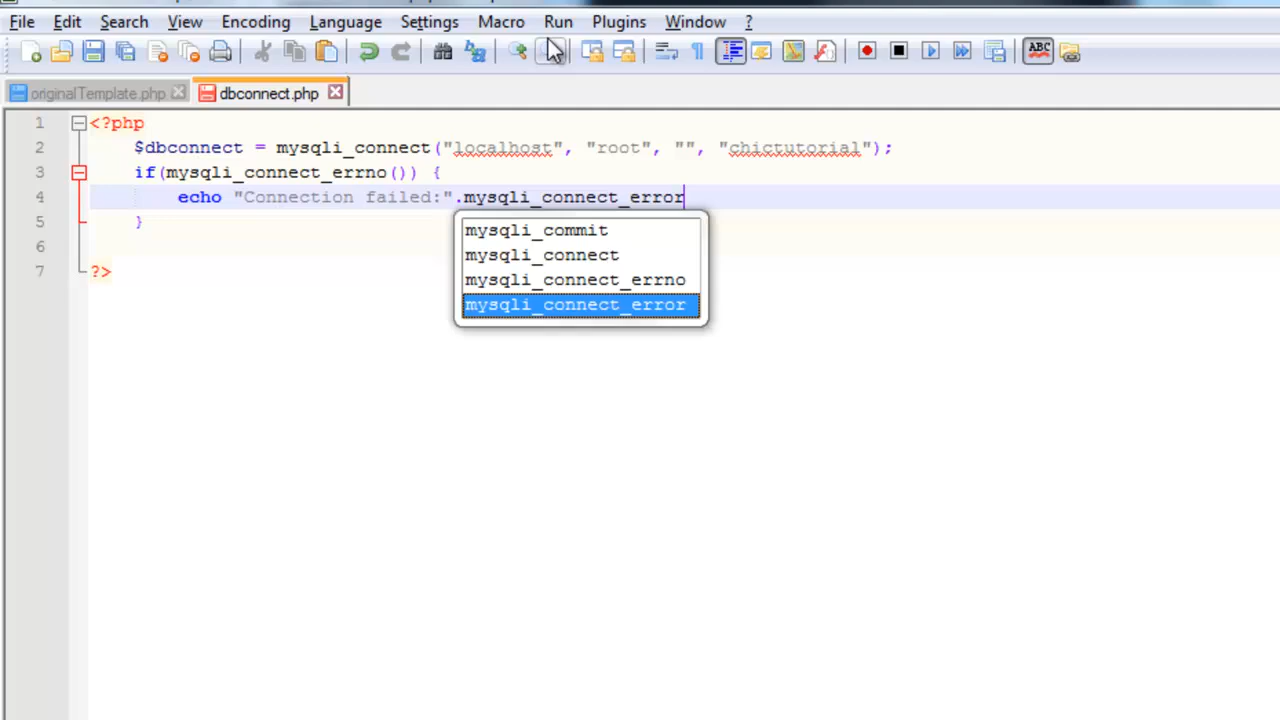 File Edit Search View Encoding Language Settings Macro Run Plugins Window ?
ABC
originalTemplate.php dbconnect.php
1 <?php
2 $dbconnect = mysqli_connect("localhost", "root", "", "chictutorial");
3 if(mysqli_connect_errno()) {
4 echo "Connection failed:".mysqli_connect_error
5 }
6
7 ?>
mysqli_commit
mysqli_connect
mysqli_connect_errno
mysqli_connect_error